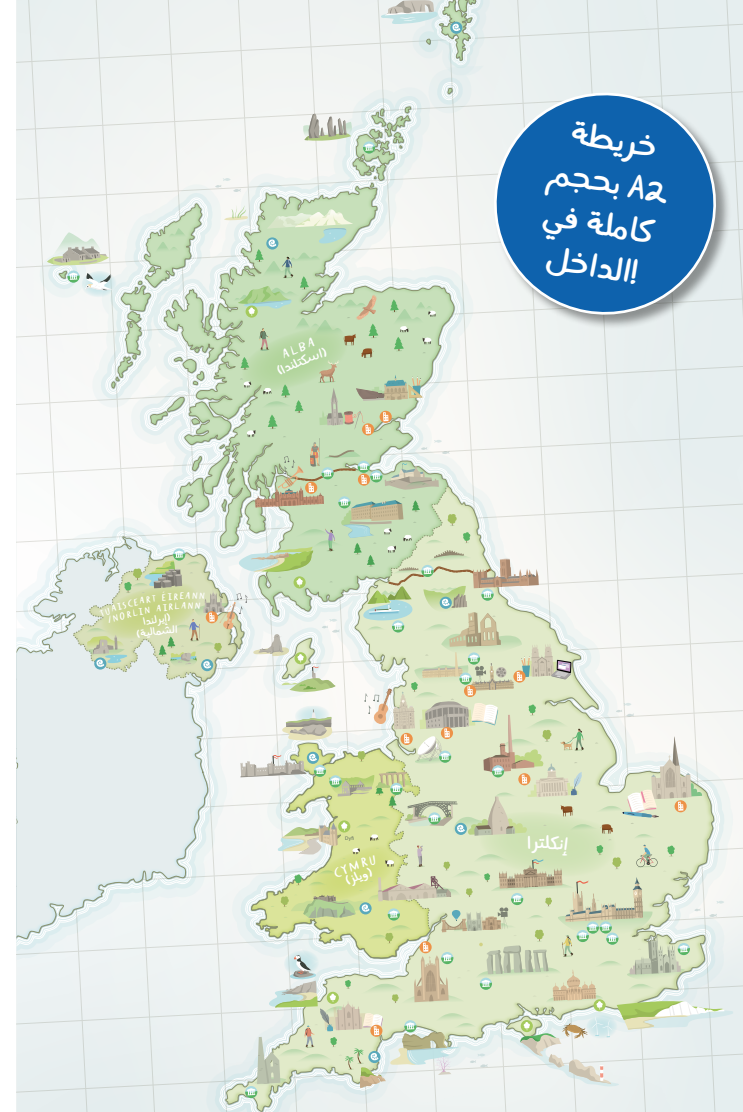 خريطة
A2 بحجم
كاملة في
!الداخل
ALBA
(اسكتلندا)
TUAISCEART ÉIREANN
/NORLIN AIRLANN
(إيرلندا
الشمالية)
إنكلترا
CYMRU
(ويلز)